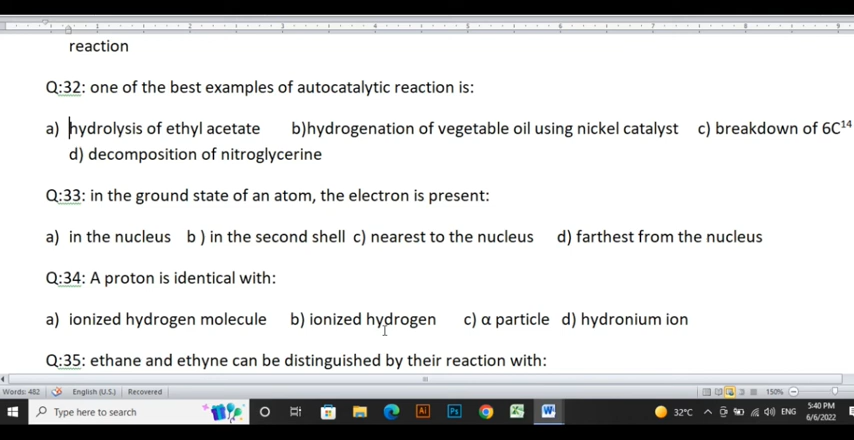 reaction
Q:32: one of the best examples of autocatalytic reaction is:
a) hydrolysis of ethyl acetate b)hydrogenation of vegetable oil using nickel catalyst c) breakdown of 6C¹⁴
d) decomposition of nitroglycerine
Q:33: in the ground state of an atom, the electron is present:
a) in the nucleus b ) in the second shell c) nearest to the nucleus d) farthest from the nucleus
Q:34: A proton is identical with:
a) ionized hydrogen molecule b) ionized hydrogen c) α particle d) hydronium ion
Q:35: ethane and ethyne can be distinguished by their reaction with:
Words: 482 English (U.S.) Recovered 150%
Type here to search Ai Ps W 32°C ENG 5:40 PM
6/6/2022